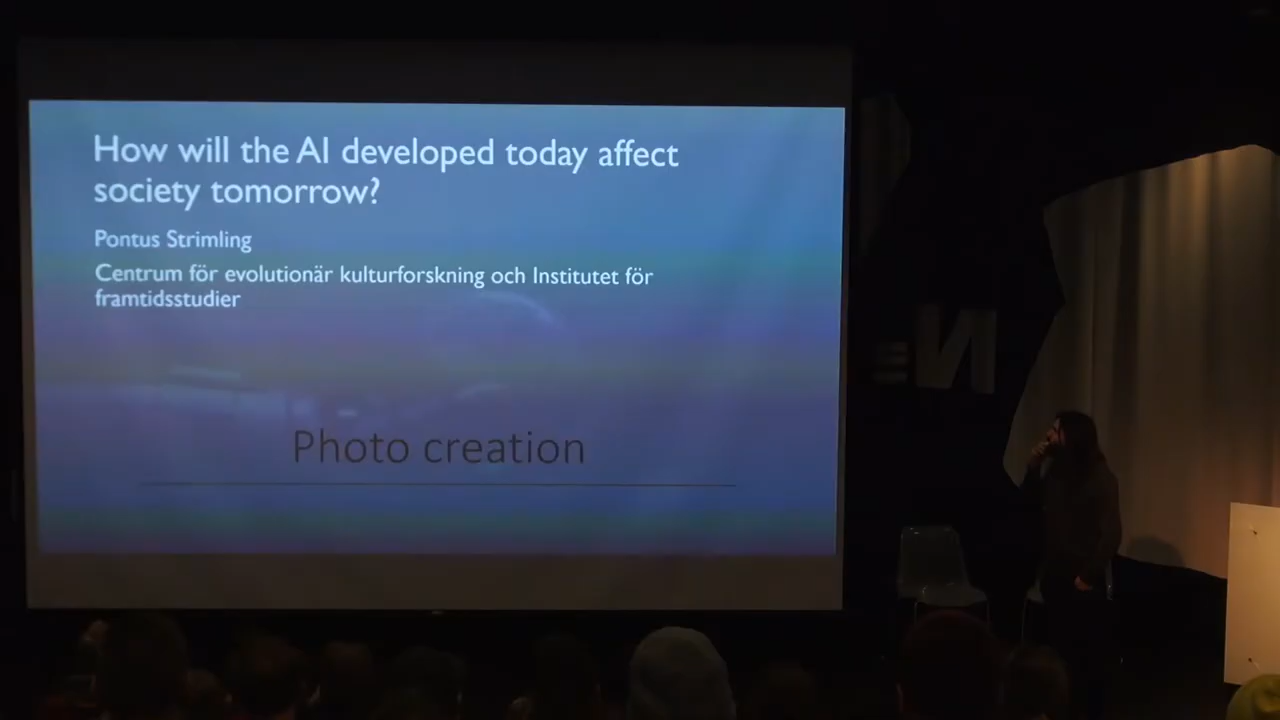 How will the AI developed today affect
society tomorrow?
Pontus Strimling
Centrum för evolutionär kulturforskning och Institutet för
framtidsstudier
Photo creation